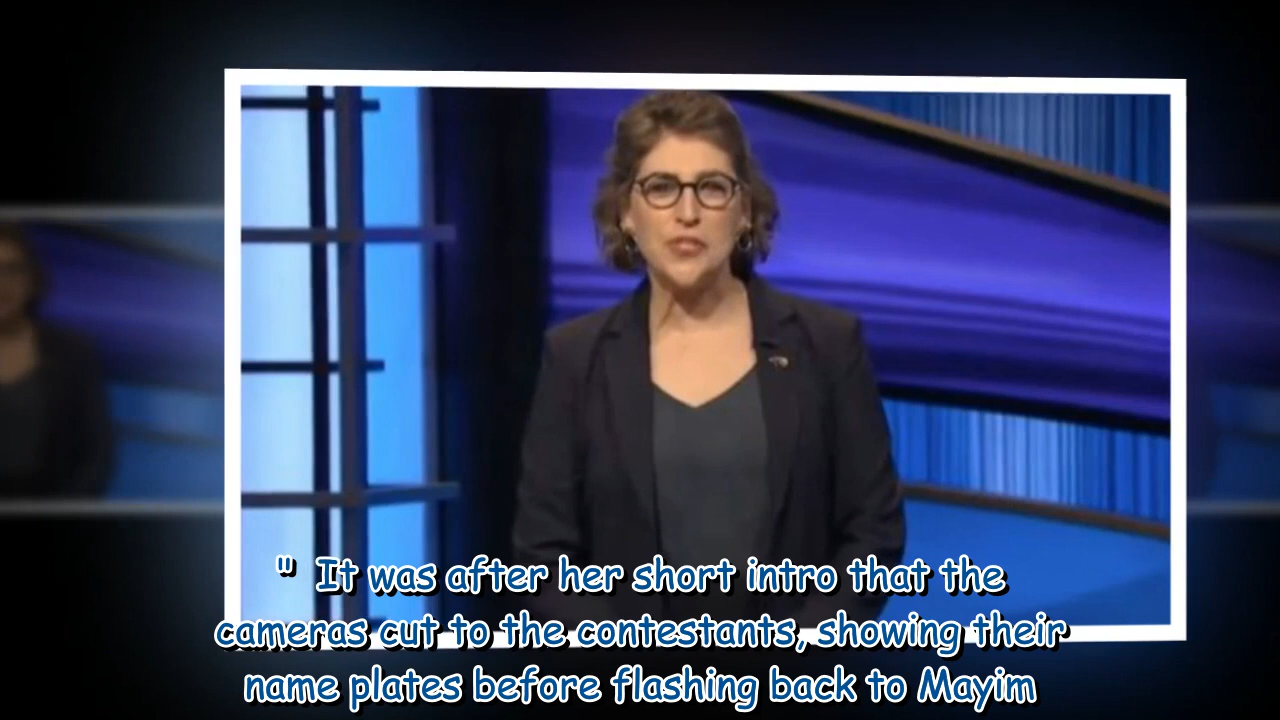 "  It was after her short intro that the
cameras cut to the contestants, showing their
name plates before flashing back to Mayim